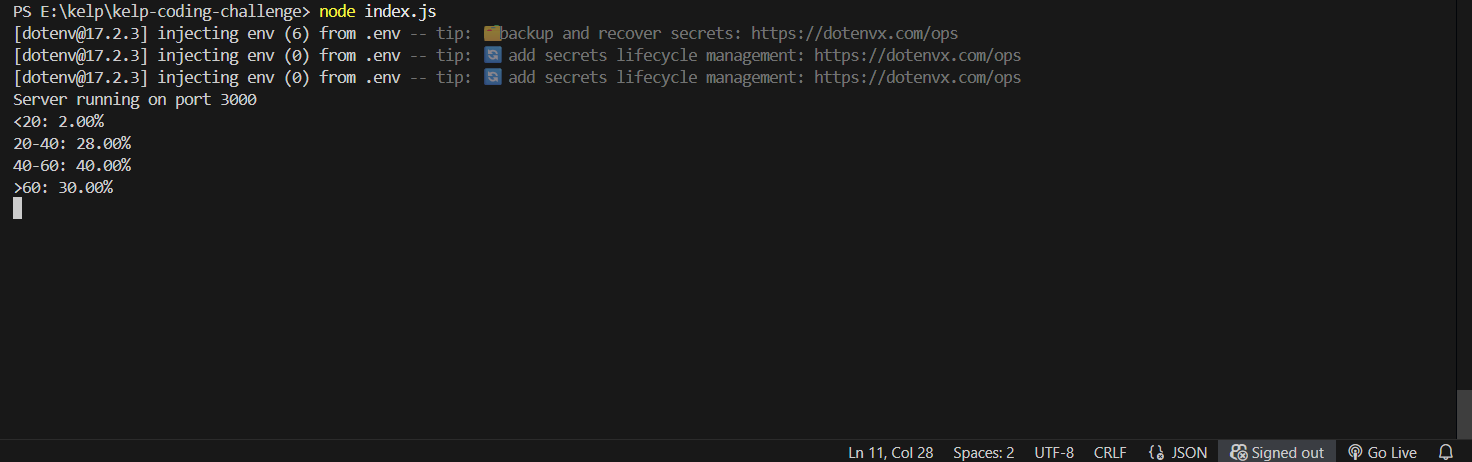 PS E:\kelp\kelp-coding-challenge> node index.js
[dotenv@17.2.3] injecting env (6) from .env -- tip: 🗂️ backup and recover secrets: https://dotenvx.com/ops
[dotenv@17.2.3] injecting env (0) from .env -- tip: 🔄 add secrets lifecycle management: https://dotenvx.com/ops
[dotenv@17.2.3] injecting env (0) from .env -- tip: 🔄 add secrets lifecycle management: https://dotenvx.com/ops
Server running on port 3000
<20: 2.00%
20-40: 28.00%
40-60: 40.00%
>60: 30.00%
Ln 11, Col 28 Spaces: 2 UTF-8 CRLF JSON Signed out Go Live